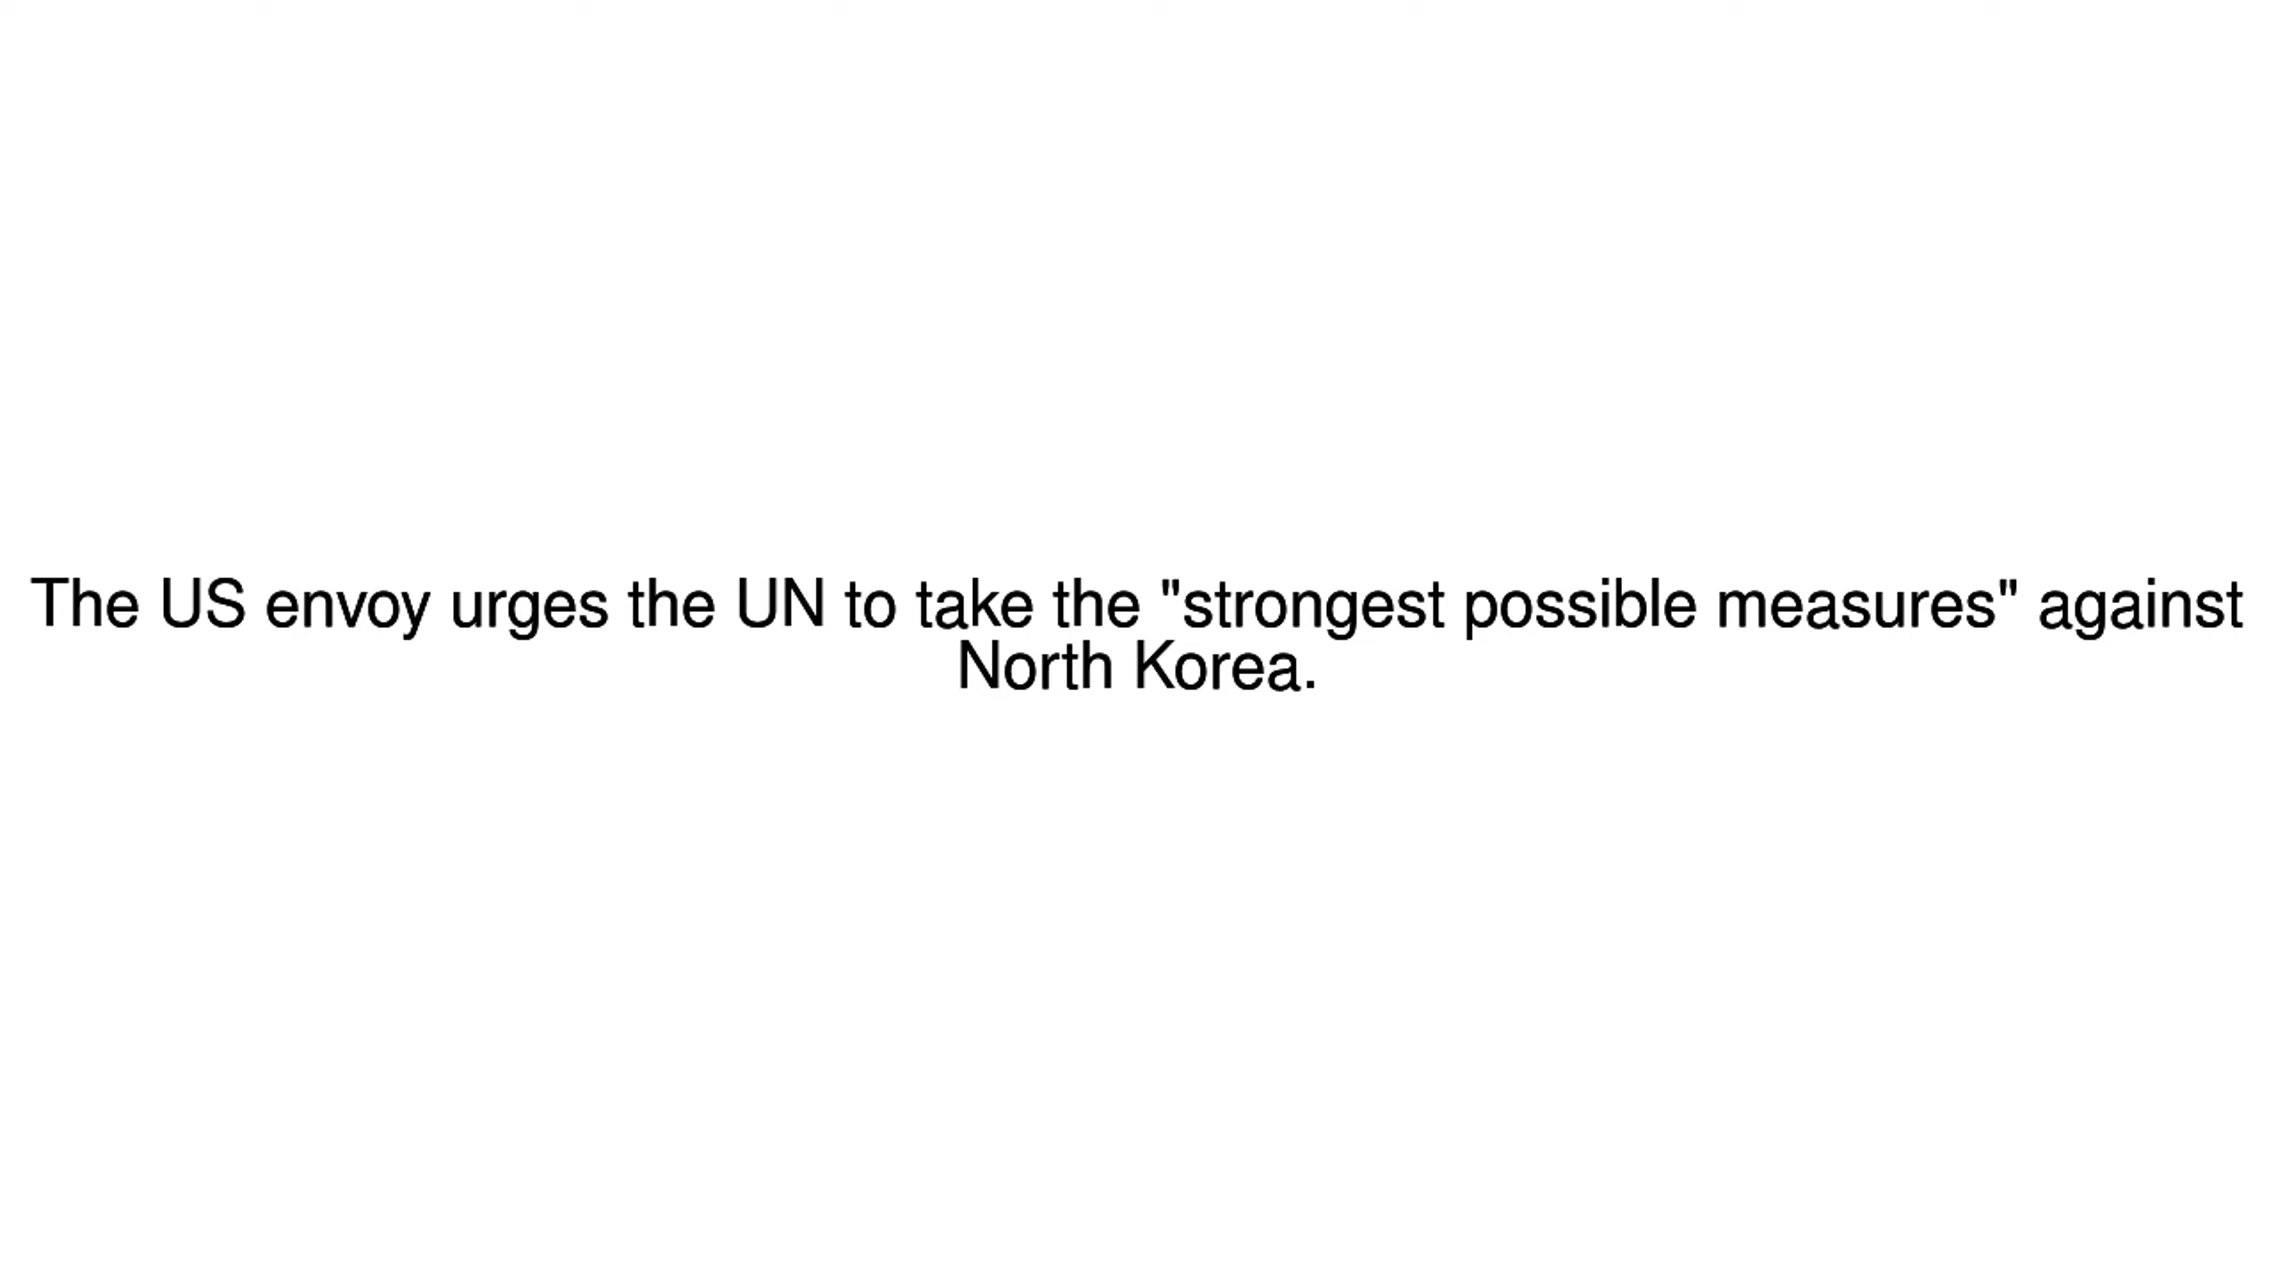 The US envoy urges the UN to take the "strongest possible measures" against
North Korea.